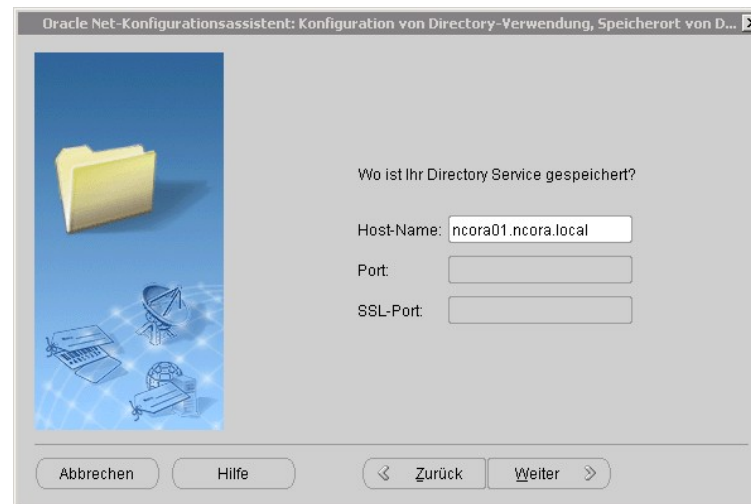 Oracle Net-Konfigurationsassistent: Konfiguration von Directory-Verwendung, Speicherort von D...
Wo ist Ihr Directory Service gespeichert?
Host-Name: ncora01.ncora.local
Port:
SSL-Port:
Abbrechen Hilfe Zurück Weiter